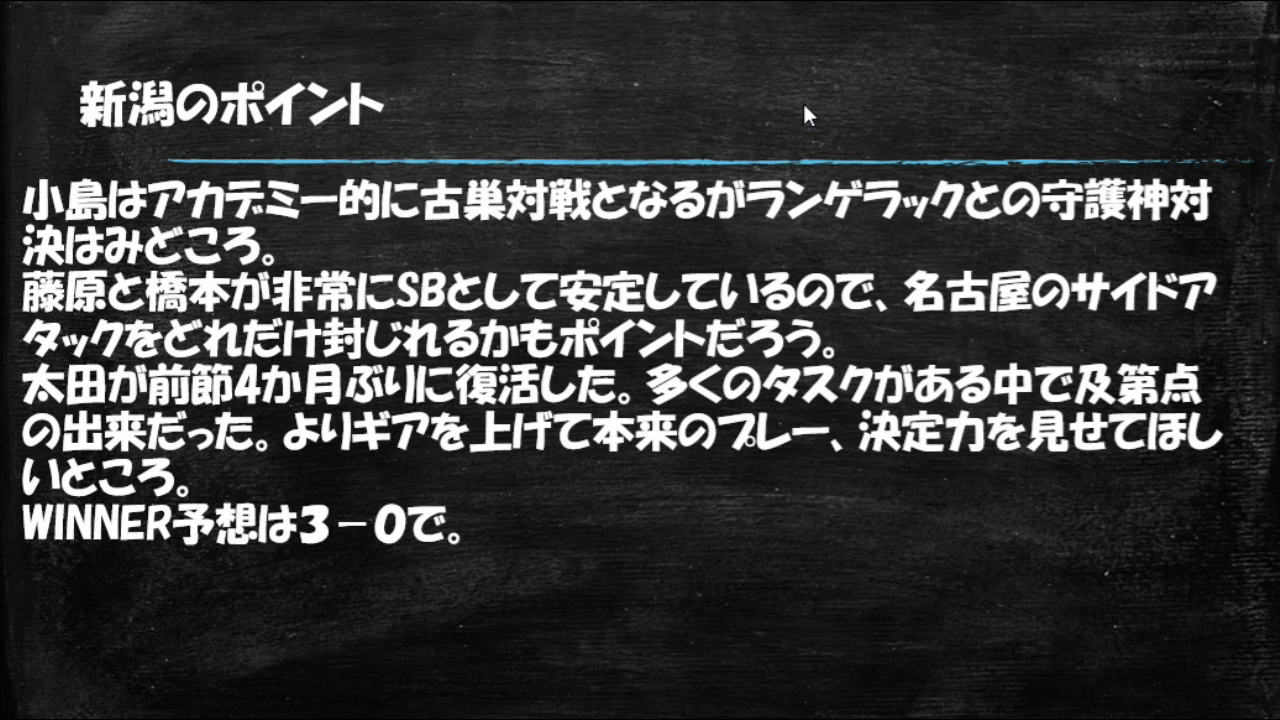 新潟のポイント
小島はアカデミー的に古巣対戦となるがランゲラックとの守護神対
決はみどころ。
藤原と橋本が非常にSBとして安定しているので、名古屋のサイドア
タックをどれだけ封じれるかもポイントだろう。
太田が前節4か月ぶりに復活した。多くのタスクがある中で及第点
の出来だった。よりギアを上げて本来のプレー、決定力を見せてほし
いところ。
WINNER予想は３－０で。